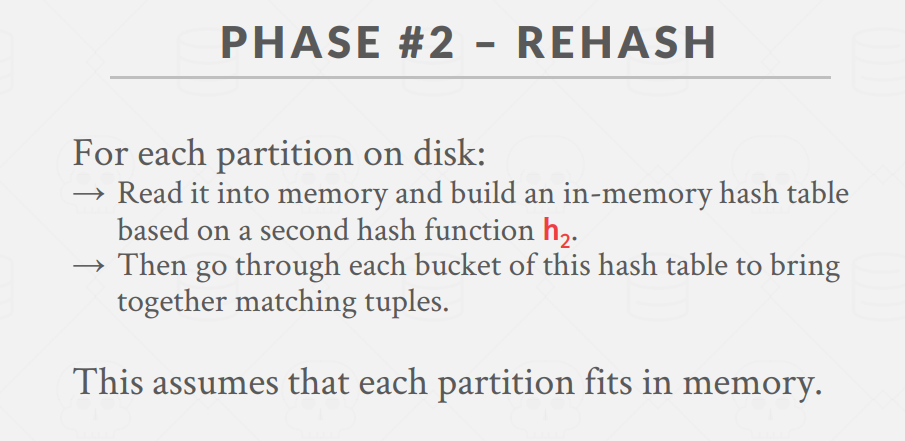 PHASE #2 – REHASH
For each partition on disk:
→ Read it into memory and build an in-memory hash table
based on a second hash function h₂.
→ Then go through each bucket of this hash table to bring
together matching tuples.
This assumes that each partition fits in memory.